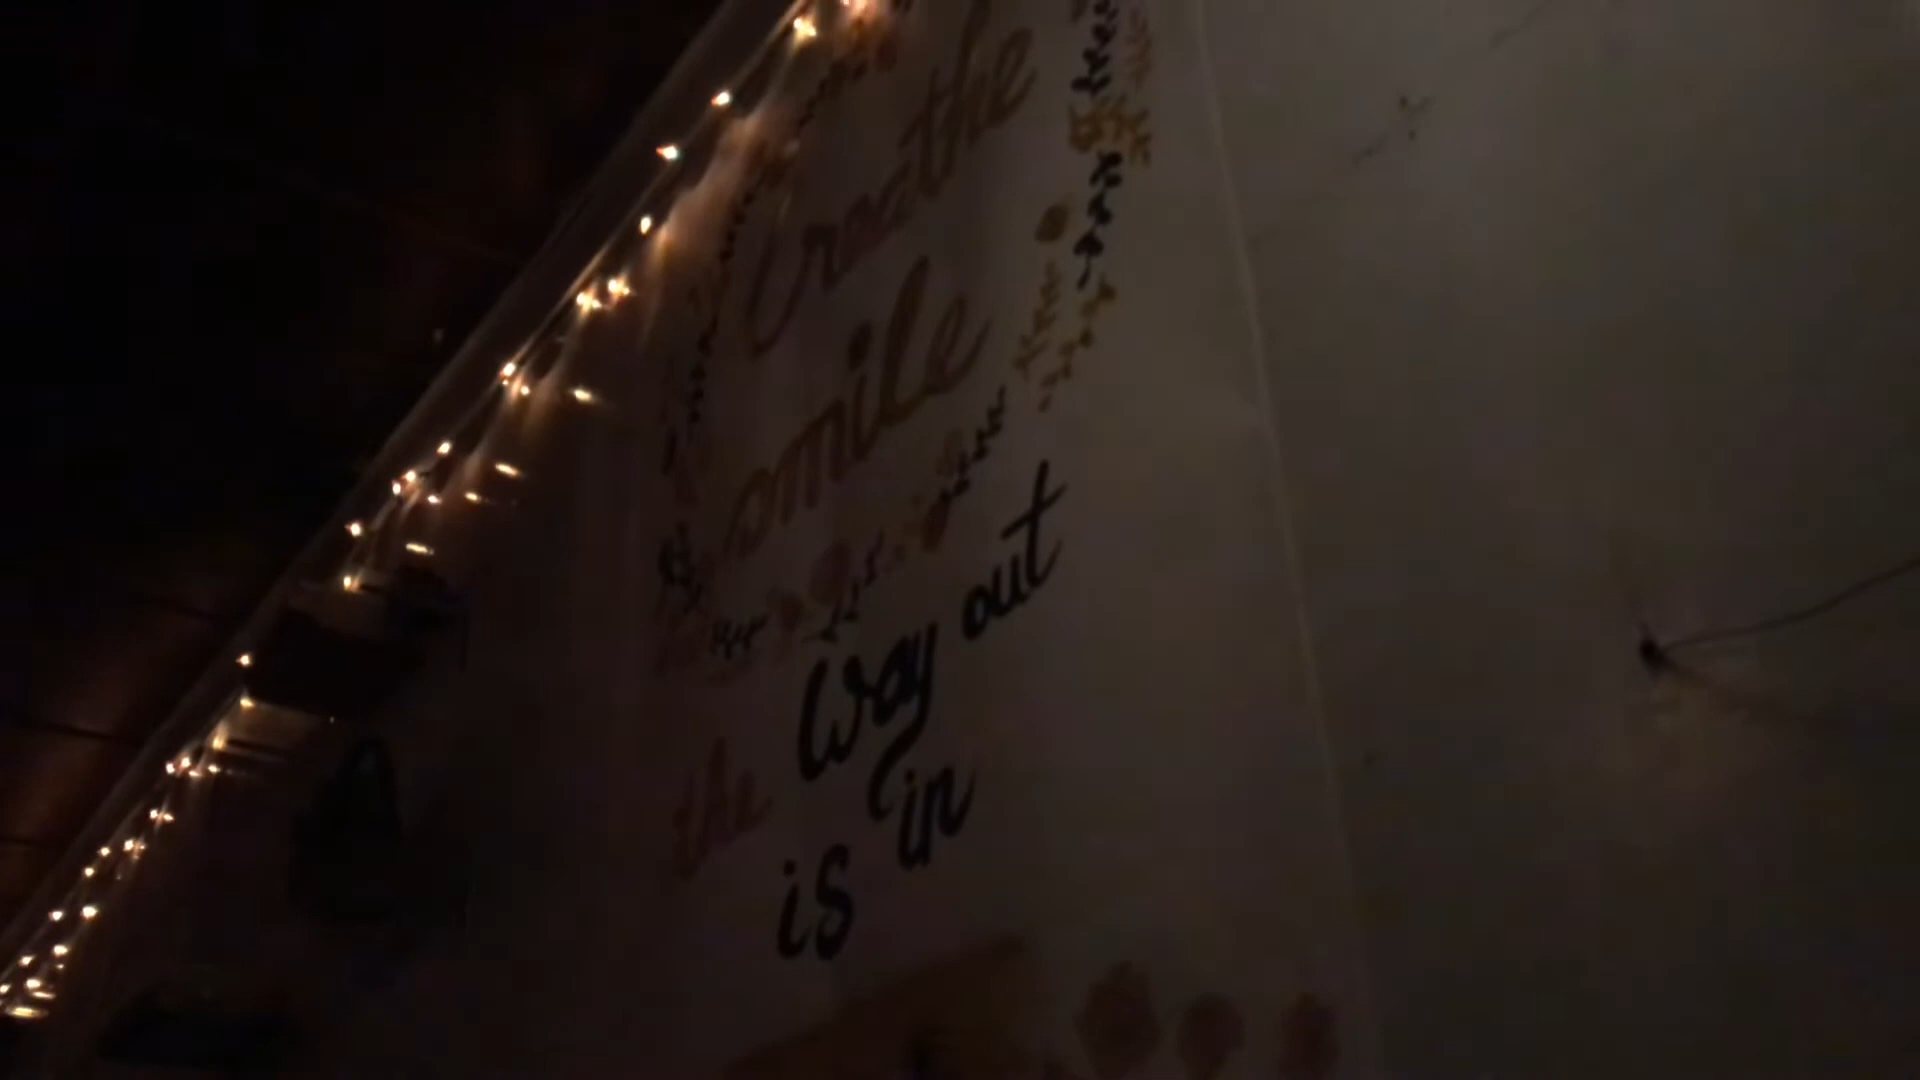 breathe
smile
the way out
is in